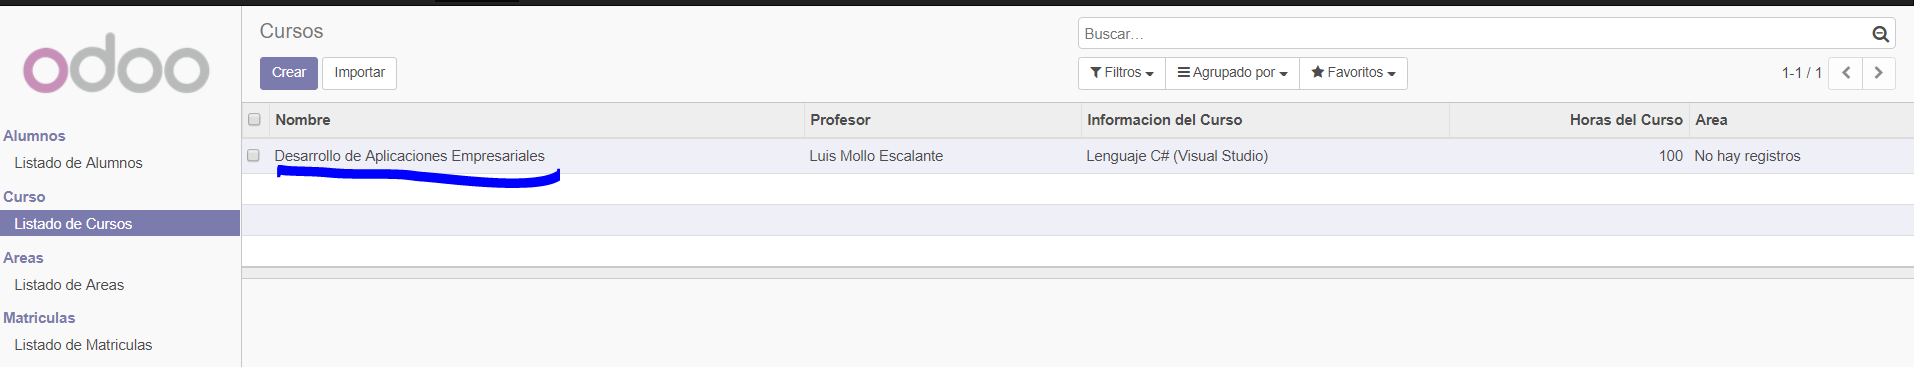 odoo
Alumnos
Listado de Alumnos
Curso
Listado de Cursos
Areas
Listado de Areas
Matriculas
Listado de Matriculas
Cursos
Buscar...
Crear Importar
Filtros Agrupado por Favoritos 1-1 / 1
Nombre Profesor Informacion del Curso Horas del Curso Area
Desarrollo de Aplicaciones Empresariales Luis Mollo Escalante Lenguaje C# (Visual Studio) 100 No hay registros